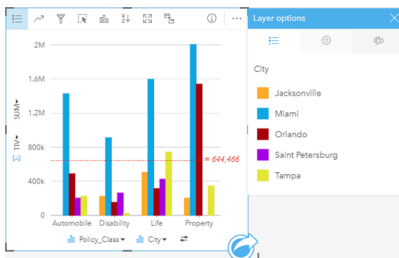 Layer options
City
Jacksonville
Miami
Orlando
Saint Petersburg
Tampa
2M
1.6M
1.2M
800k
400k
0
SUM
TIV
= 644,466
Automobile Disability Life Property
Policy_Class City